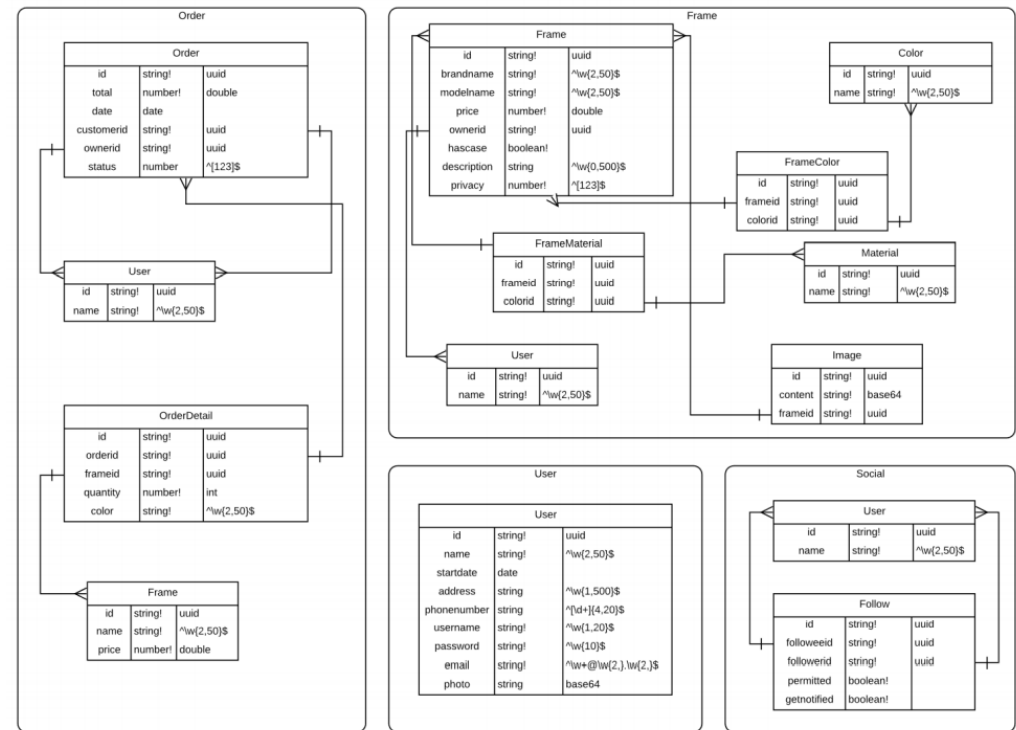 Order
Order
id string! uuid
total number! double
date date
customerid string! uuid
ownerid string! uuid
status number ^[123]$
User
id string! uuid
name string! ^\w{2,50}$
OrderDetail
id string! uuid
orderid string! uuid
frameid string! uuid
quantity number! int
color string! ^\w{2,50}$
Frame
id string! uuid
name string! ^\w{2,50}$
price number! double
Frame
Frame
id string! uuid
brandname string! ^\w{2,50}$
modelname string! ^\w{2,50}$
price number! double
ownerid string! uuid
hascase boolean!
description string ^\w{0,500}$
privacy number! ^[123]$
Color
id string! uuid
name string! ^\w{2,50}$
FrameColor
id string! uuid
frameid string! uuid
colorid string! uuid
FrameMaterial
id string! uuid
frameid string! uuid
colorid string! uuid
Material
id string! uuid
name string! ^\w{2,50}$
User
id string! uuid
name string! ^\w{2,50}$
Image
id string! uuid
content string! base64
frameid string! uuid
User
User
id string! uuid
name string! ^\w{2,50}$
startdate date
address string ^\w{1,500}$
phonenumber string ^[\d+]{4,20}$
username string! ^\w{1,20}$
password string! ^\w{10}$
email string! ^\w+@\w{2,}.\w{2,}$
photo string base64
Social
User
id string! uuid
name string! ^\w{2,50}$
Follow
id string! uuid
followeeid string! uuid
followerid string! uuid
permitted boolean!
getnotified boolean!